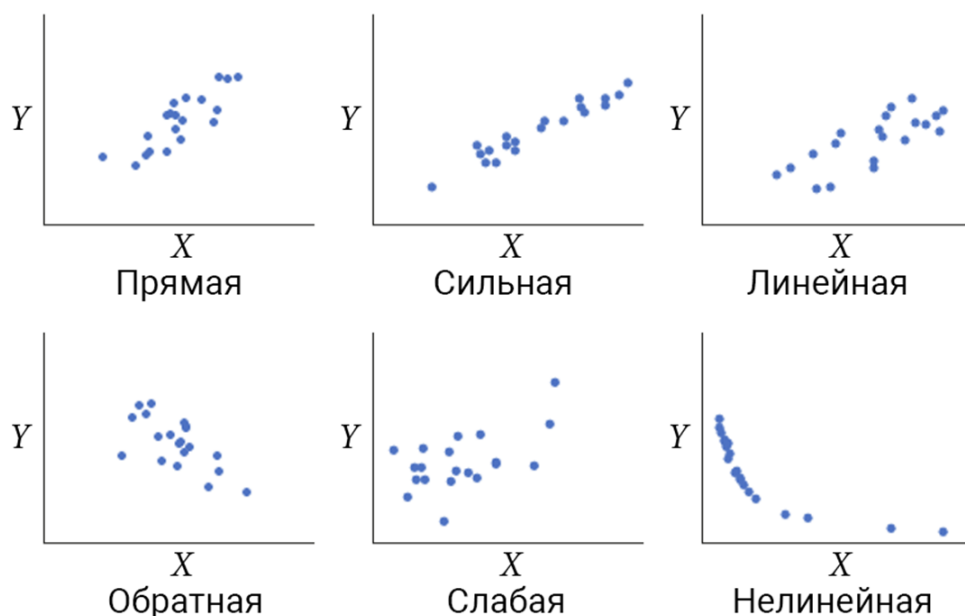 Y Y Y
X X X
Прямая Сильная Линейная
Y Y Y
X X X
Обратная Слабая Нелинейная